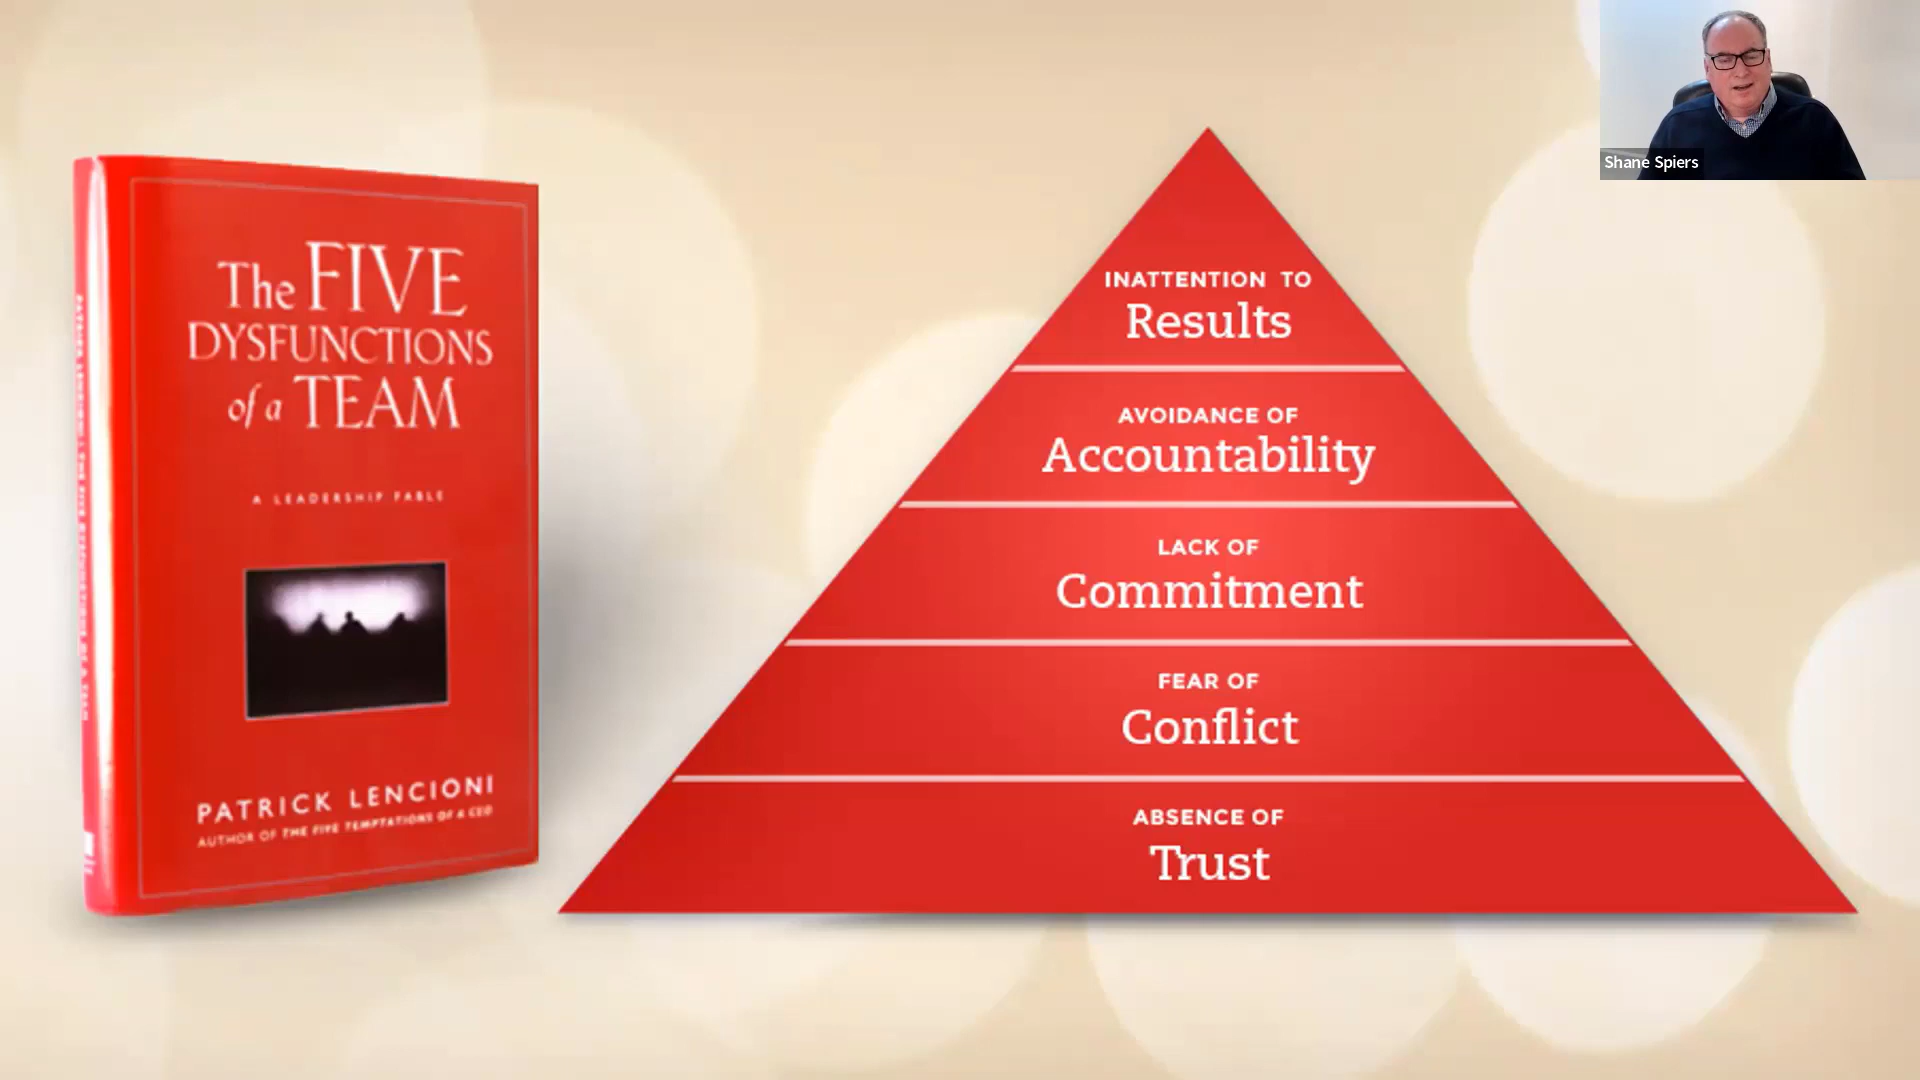 The FIVE
DYSFUNCTIONS
of a TEAM
A LEADERSHIP FABLE
PATRICK LENCIONI
AUTHOR OF THE FIVE TEMPTATIONS OF A CEO
INATTENTION TO
Results
AVOIDANCE OF
Accountability
LACK OF
Commitment
FEAR OF
Conflict
ABSENCE OF
Trust
Shane Spiers